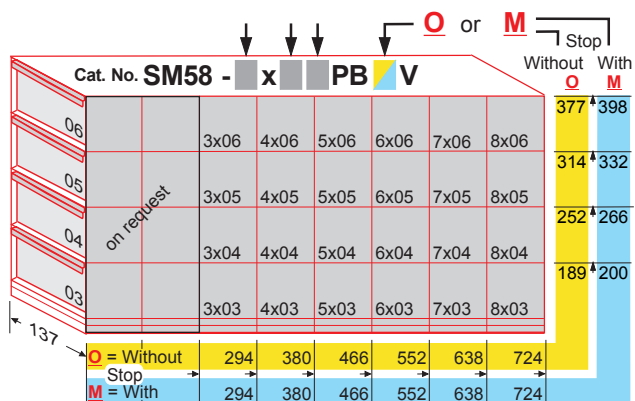 O or M
Stop
Without With
O M
Cat. No. SM58 - x PB V
377 398
06 3x06 4x06 5x06 6x06 7x06 8x06
314 332
05 on request 3x05 4x05 5x05 6x05 7x05 8x05
252 266
04 3x04 4x04 5x04 6x04 7x04 8x04
189 200
03 3x03 4x03 5x03 6x03 7x03 8x03
137
O = Without 294 380 466 552 638 724
Stop
M = With 294 380 466 552 638 724